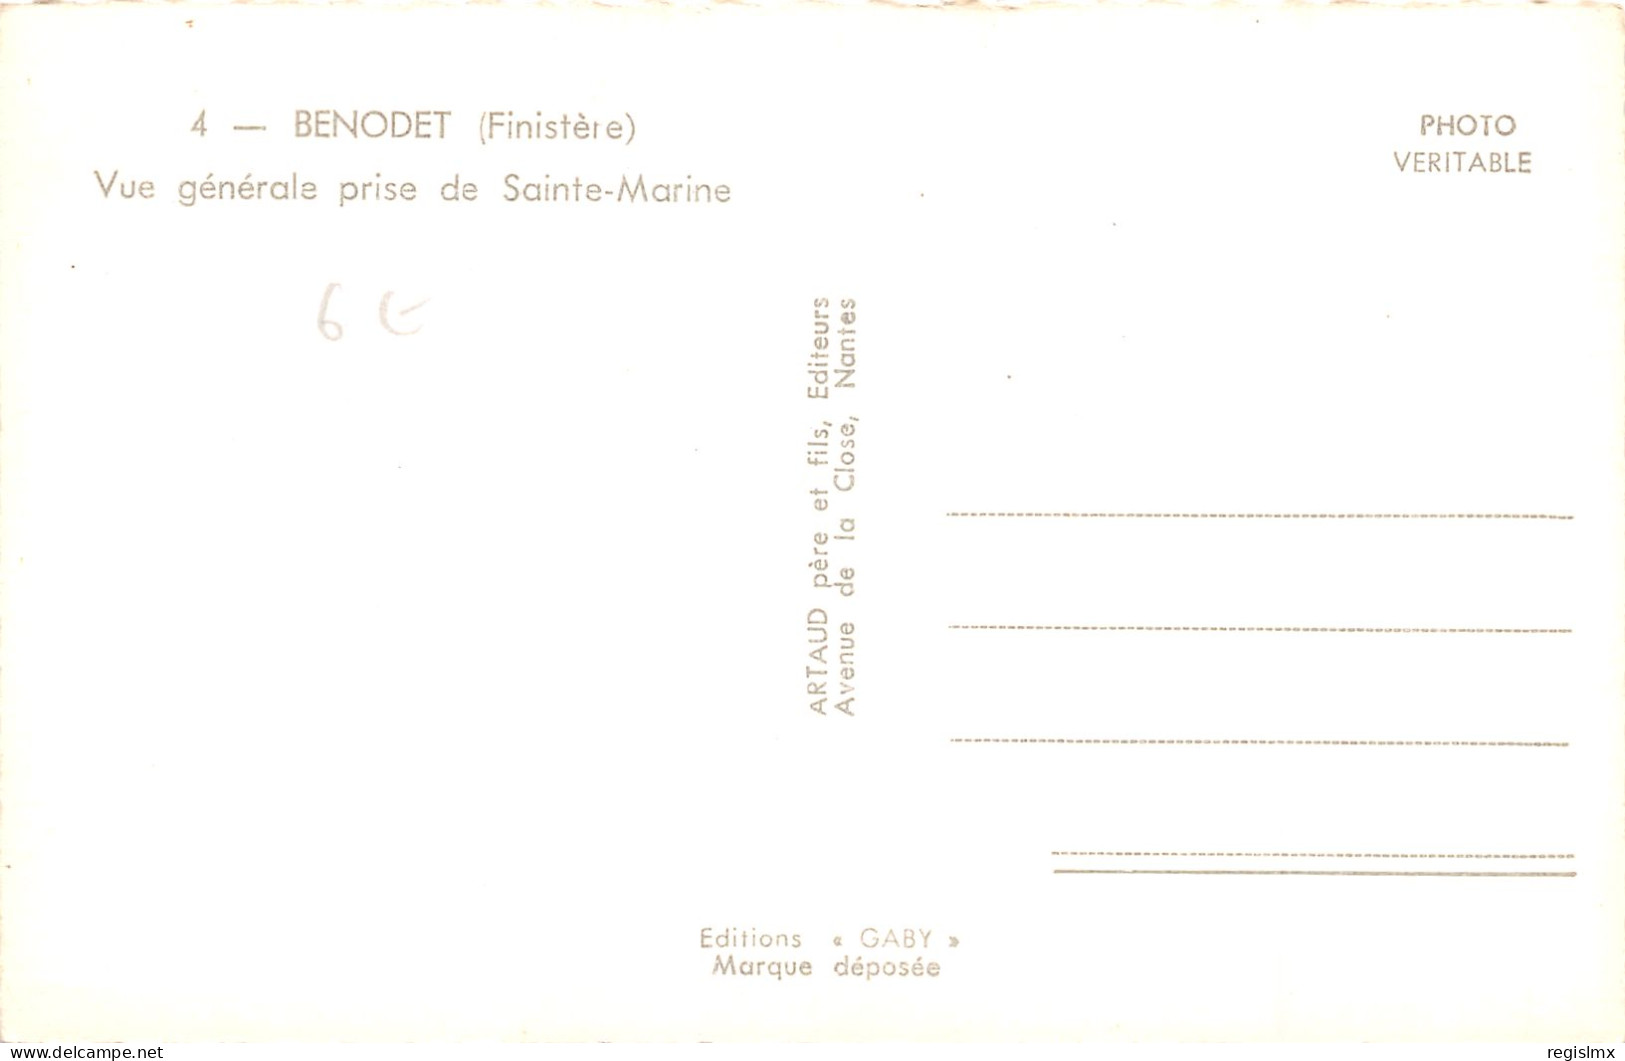 4 — BENODET (Finistère)
Vue générale prise de Sainte-Marine
PHOTO
VERITABLE
6 €
ARTAUD père et fils, Editeurs
Avenue de la Close, Nantes
Editions « GABY »
Marque déposée
www.delcampe.net
regislmx